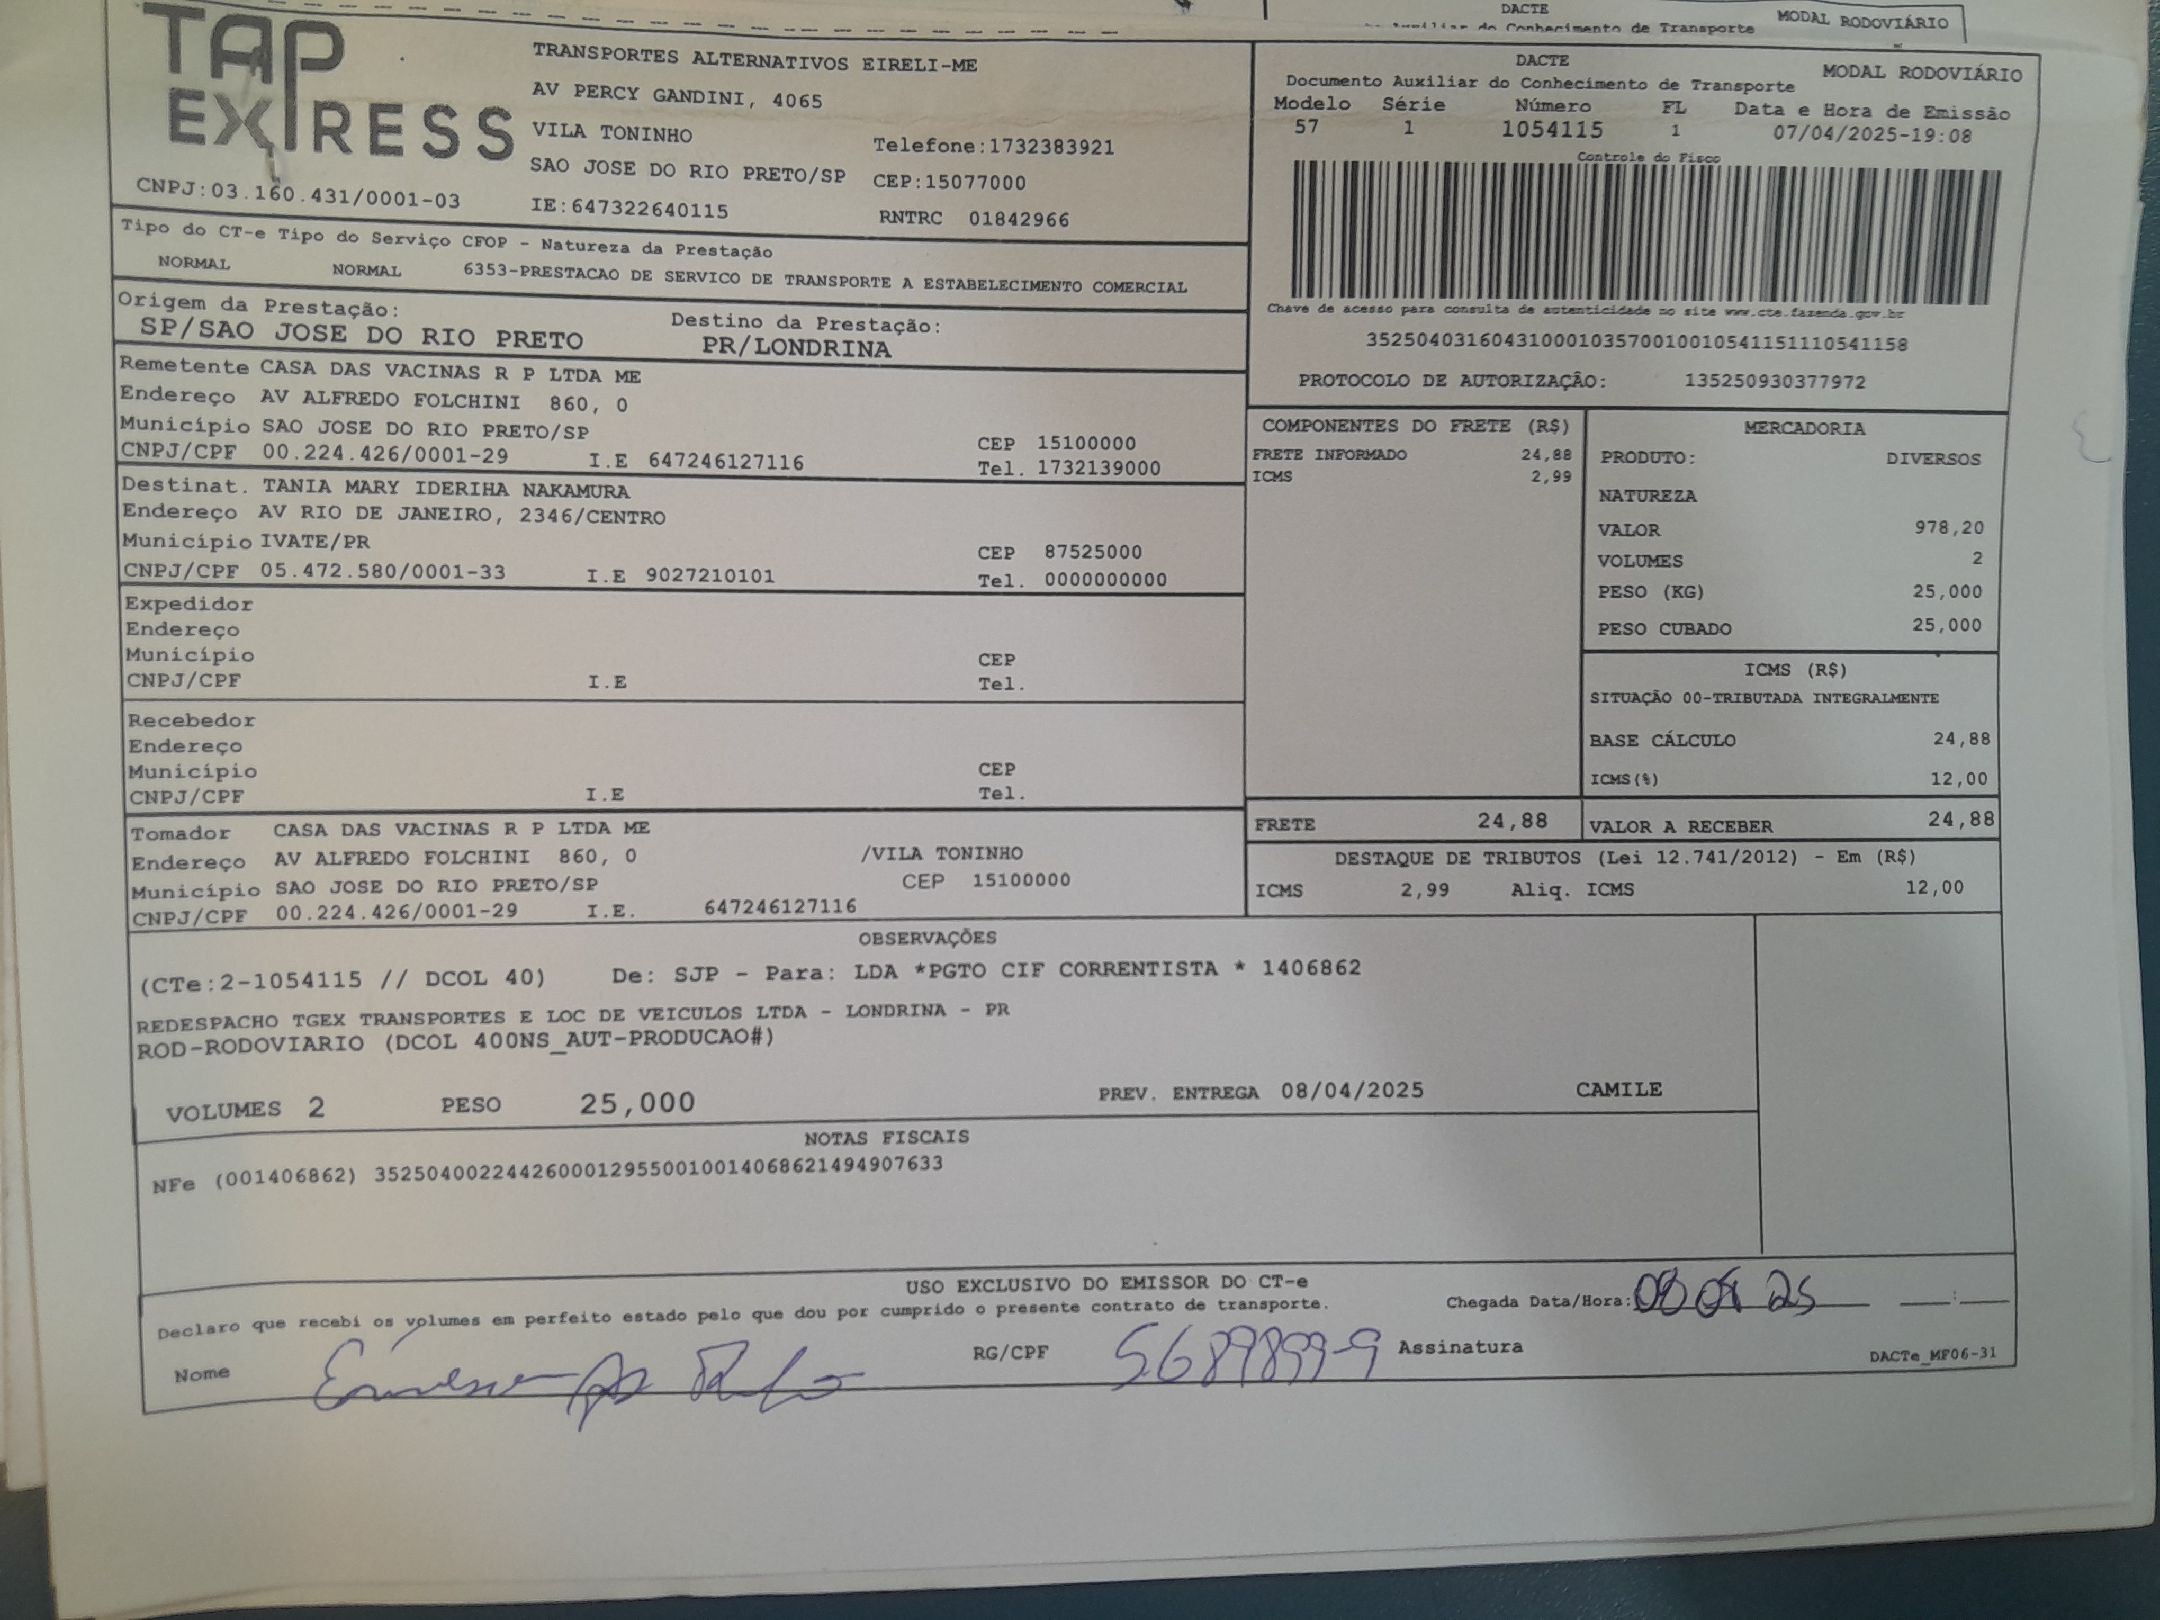 DACTE
MODAL RODOVIÁRIO
Conhecimento de Transporte
TAP EXPRESS
TRANSPORTES ALTERNATIVOS EIRELI-ME
AV PERCY GANDINI, 4065
VILA TONINHO Telefone:1732383921
SAO JOSE DO RIO PRETO/SP CEP:15077000
CNPJ:03.160.431/0001-03 IE:647322640115 RNTRC 01842966
DACTE MODAL RODOVIÁRIO
Documento Auxiliar do Conhecimento de Transporte
Modelo Série Número FL Data e Hora de Emissão
57 1 1054115 1 07/04/2025-19:08
Controle do Fisco
Chave de acesso para consulta de autenticidade no site www.cte.fazenda.gov.br
35250403160431000103570010010541151110541158
PROTOCOLO DE AUTORIZAÇÃO: 135250930377972
Tipo do CT-e Tipo do Serviço CFOP - Natureza da Prestação
NORMAL NORMAL 6353-PRESTACAO DE SERVICO DE TRANSPORTE A ESTABELECIMENTO COMERCIAL
Origem da Prestação: Destino da Prestação:
SP/SAO JOSE DO RIO PRETO PR/LONDRINA
Remetente CASA DAS VACINAS R P LTDA ME
Endereço AV ALFREDO FOLCHINI 860, 0
Município SAO JOSE DO RIO PRETO/SP CEP 15100000
CNPJ/CPF 00.224.426/0001-29 I.E 647246127116 Tel. 1732139000
Destinat. TANIA MARY IDERIHA NAKAMURA
Endereço AV RIO DE JANEIRO, 2346/CENTRO
Município IVATE/PR CEP 87525000
CNPJ/CPF 05.472.580/0001-33 I.E 9027210101 Tel. 0000000000
Expedidor
Endereço
Município CEP
CNPJ/CPF I.E Tel.
Recebedor
Endereço
Município CEP
CNPJ/CPF I.E Tel.
Tomador CASA DAS VACINAS R P LTDA ME
Endereço AV ALFREDO FOLCHINI 860, 0 /VILA TONINHO
Município SAO JOSE DO RIO PRETO/SP CEP 15100000
CNPJ/CPF 00.224.426/0001-29 I.E. 647246127116
COMPONENTES DO FRETE (R$)
FRETE INFORMADO 24,88
ICMS 2,99
MERCADORIA
PRODUTO: DIVERSOS
NATUREZA
VALOR 978,20
VOLUMES 2
PESO (KG) 25,000
PESO CUBADO 25,000
ICMS (R$)
SITUAÇÃO 00-TRIBUTADA INTEGRALMENTE
BASE CÁLCULO 24,88
ICMS(%) 12,00
FRETE 24,88 VALOR A RECEBER 24,88
DESTAQUE DE TRIBUTOS (Lei 12.741/2012) - Em (R$)
ICMS 2,99 Aliq. ICMS 12,00
OBSERVAÇÕES
(CTe:2-1054115 // DCOL 40) De: SJP - Para: LDA *PGTO CIF CORRENTISTA * 1406862
REDESPACHO TGEX TRANSPORTES E LOC DE VEICULOS LTDA - LONDRINA - PR
ROD-RODOVIARIO (DCOL 400NS_AUT-PRODUCAO#)
VOLUMES 2 PESO 25,000 PREV. ENTREGA 08/04/2025 CAMILE
NOTAS FISCAIS
NFe (001406862) 35250400224426000129550010014068621494907633
USO EXCLUSIVO DO EMISSOR DO CT-e
Declaro que recebi os volumes em perfeito estado pelo que dou por cumprido o presente contrato de transporte. Chegada Data/Hora:
Nome RG/CPF Assinatura
DACTe_MF06-31